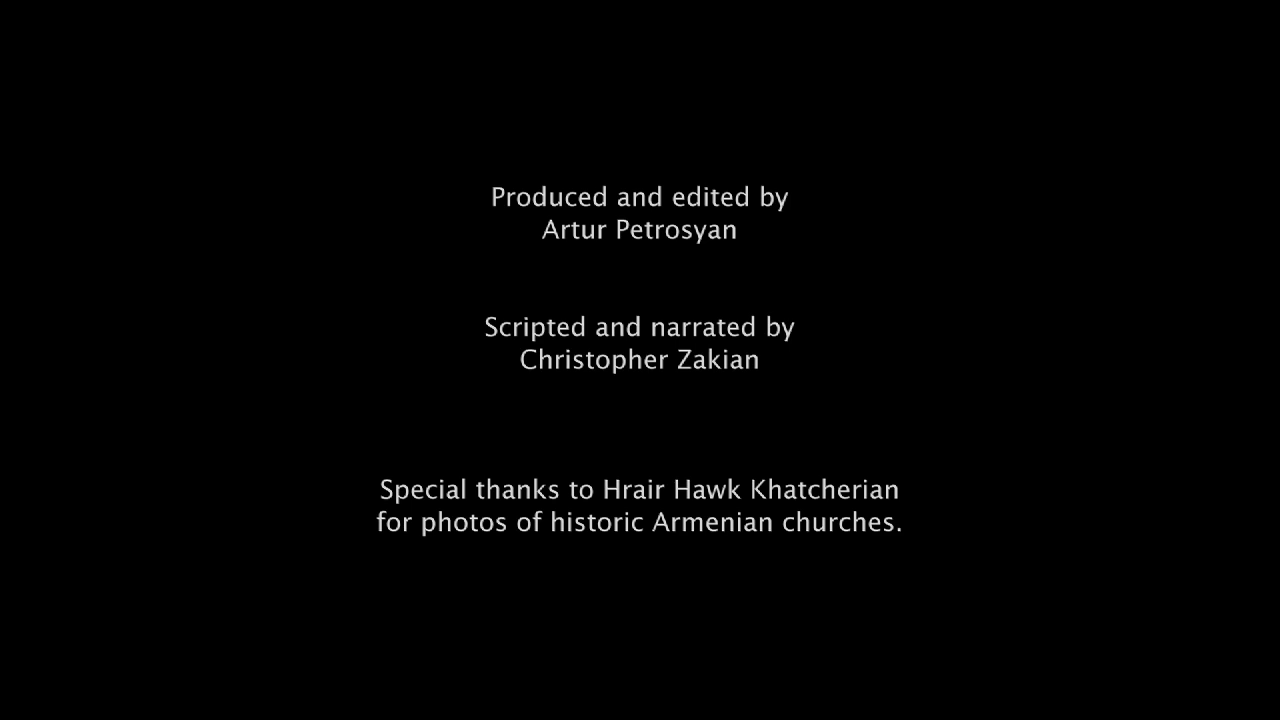 Produced and edited by
Artur Petrosyan
Scripted and narrated by
Christopher Zakian
Special thanks to Hrair Hawk Khatcherian
for photos of historic Armenian churches.